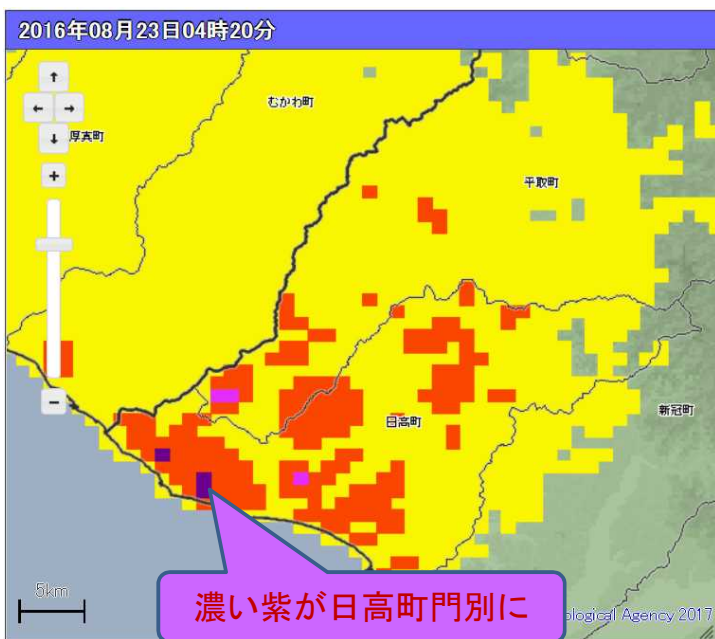 2016年08月23日04時20分
むかわ町
厚真町
平取町
新冠町
日高町
5km
濃い紫が日高町門別に
ological Agency 2017